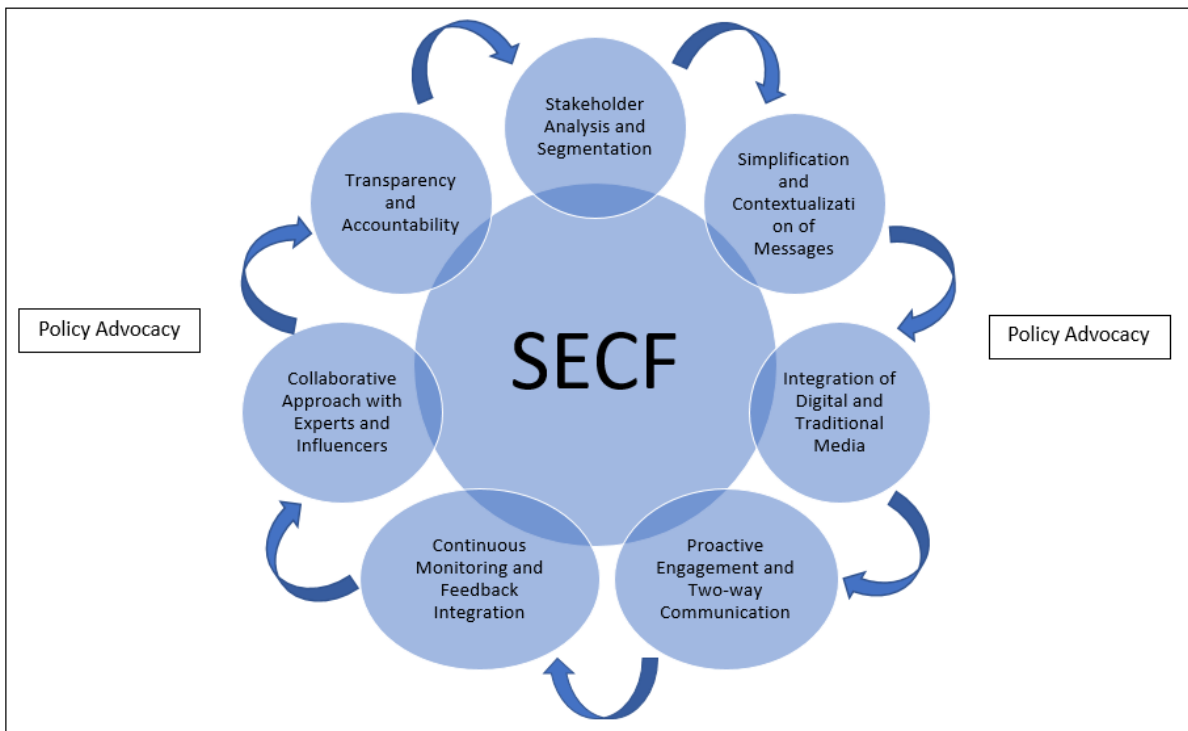 Stakeholder
Analysis and
Segmentation
Simplification
and
Contextualizati
on of
Messages
Integration of
Digital and
Traditional
Media
Proactive
Engagement and
Two-way
Communication
Continuous
Monitoring and
Feedback
Integration
Collaborative
Approach with
Experts and
Influencers
Transparency
and
Accountability
SECF
Policy Advocacy
Policy Advocacy